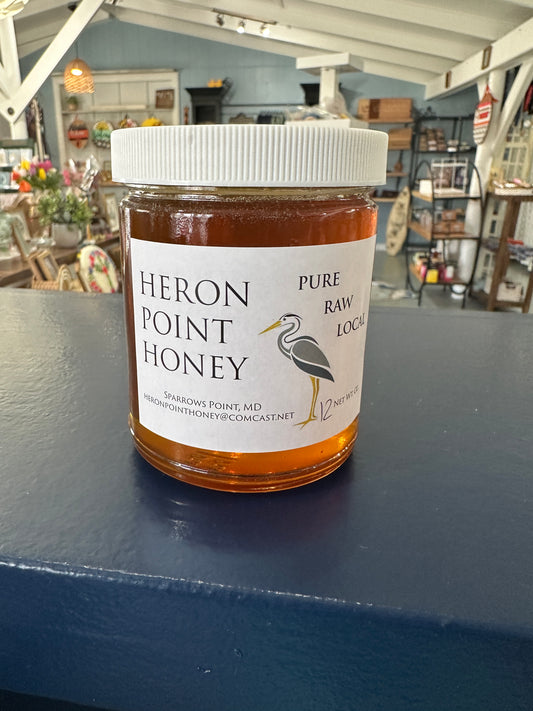 HERON
POINT
HONEY
PURE
RAW
LOCAL
SPARROWS POINT, MD
HERONPOINTHONEY@COMCAST.NET
12 NET WT OZ